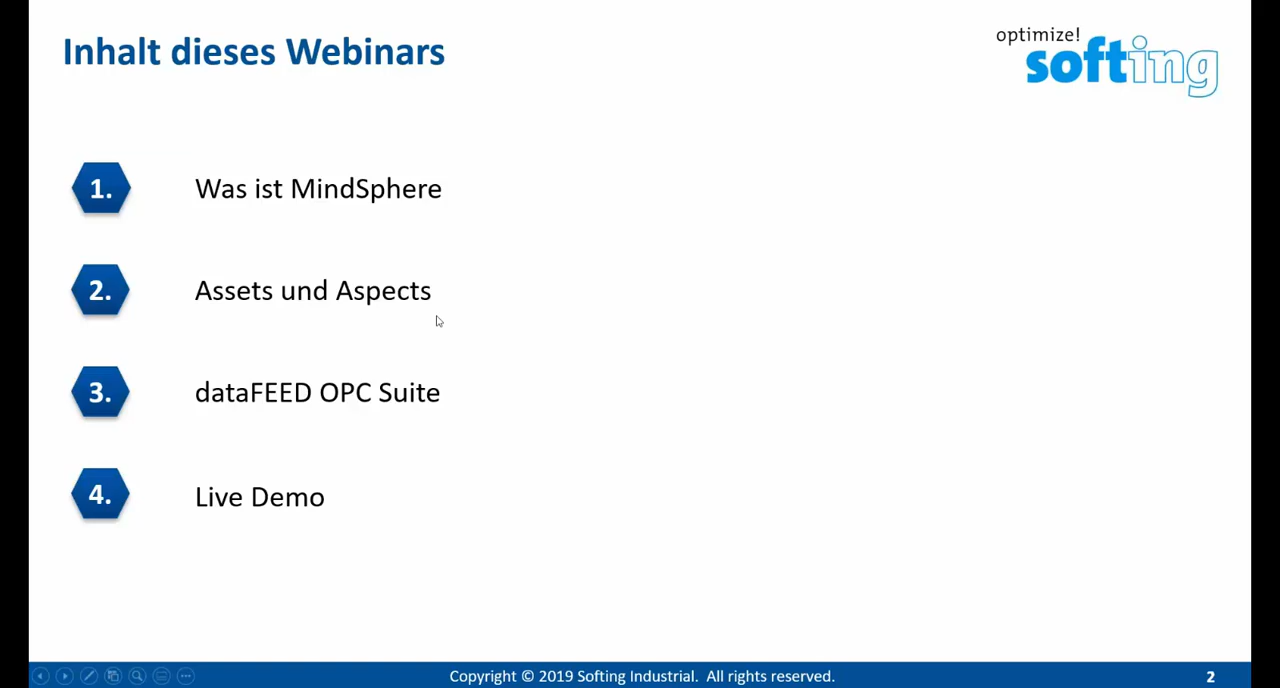 Inhalt dieses Webinars
optimize!
softing
1. Was ist MindSphere
2. Assets und Aspects
3. dataFEED OPC Suite
4. Live Demo
Copyright © 2019 Softing Industrial. All rights reserved.
2